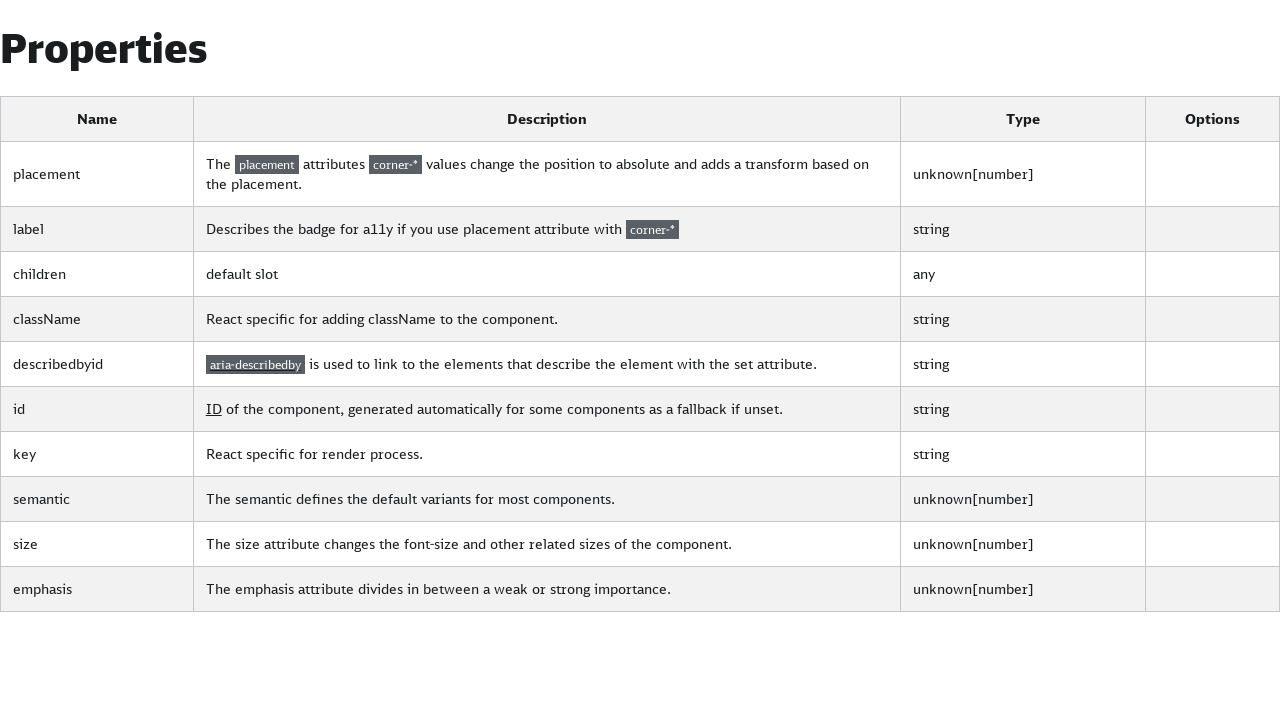 Properties
Name Description Type Options
placement The placement attributes corner-* values change the position to absolute and adds a transform based on the placement. unknown[number]
label Describes the badge for a11y if you use placement attribute with corner-* string
children default slot any
className React specific for adding className to the component. string
describedbyid aria-describedby is used to link to the elements that describe the element with the set attribute. string
id ID of the component, generated automatically for some components as a fallback if unset. string
key React specific for render process. string
semantic The semantic defines the default variants for most components. unknown[number]
size The size attribute changes the font-size and other related sizes of the component. unknown[number]
emphasis The emphasis attribute divides in between a weak or strong importance. unknown[number]